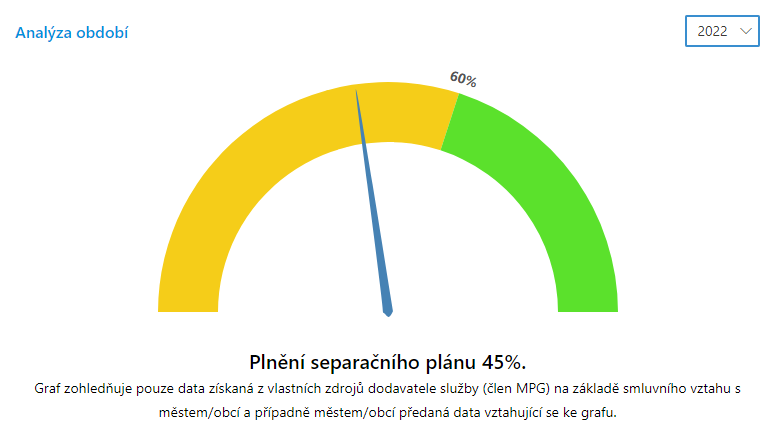 Analýza období
2022
60%
Plnění separačního plánu 45%.
Graf zohledňuje pouze data získaná z vlastních zdrojů dodavatele služby (člen MPG) na základě smluvního vztahu s
městem/obcí a případně městem/obcí předaná data vztahující se ke grafu.